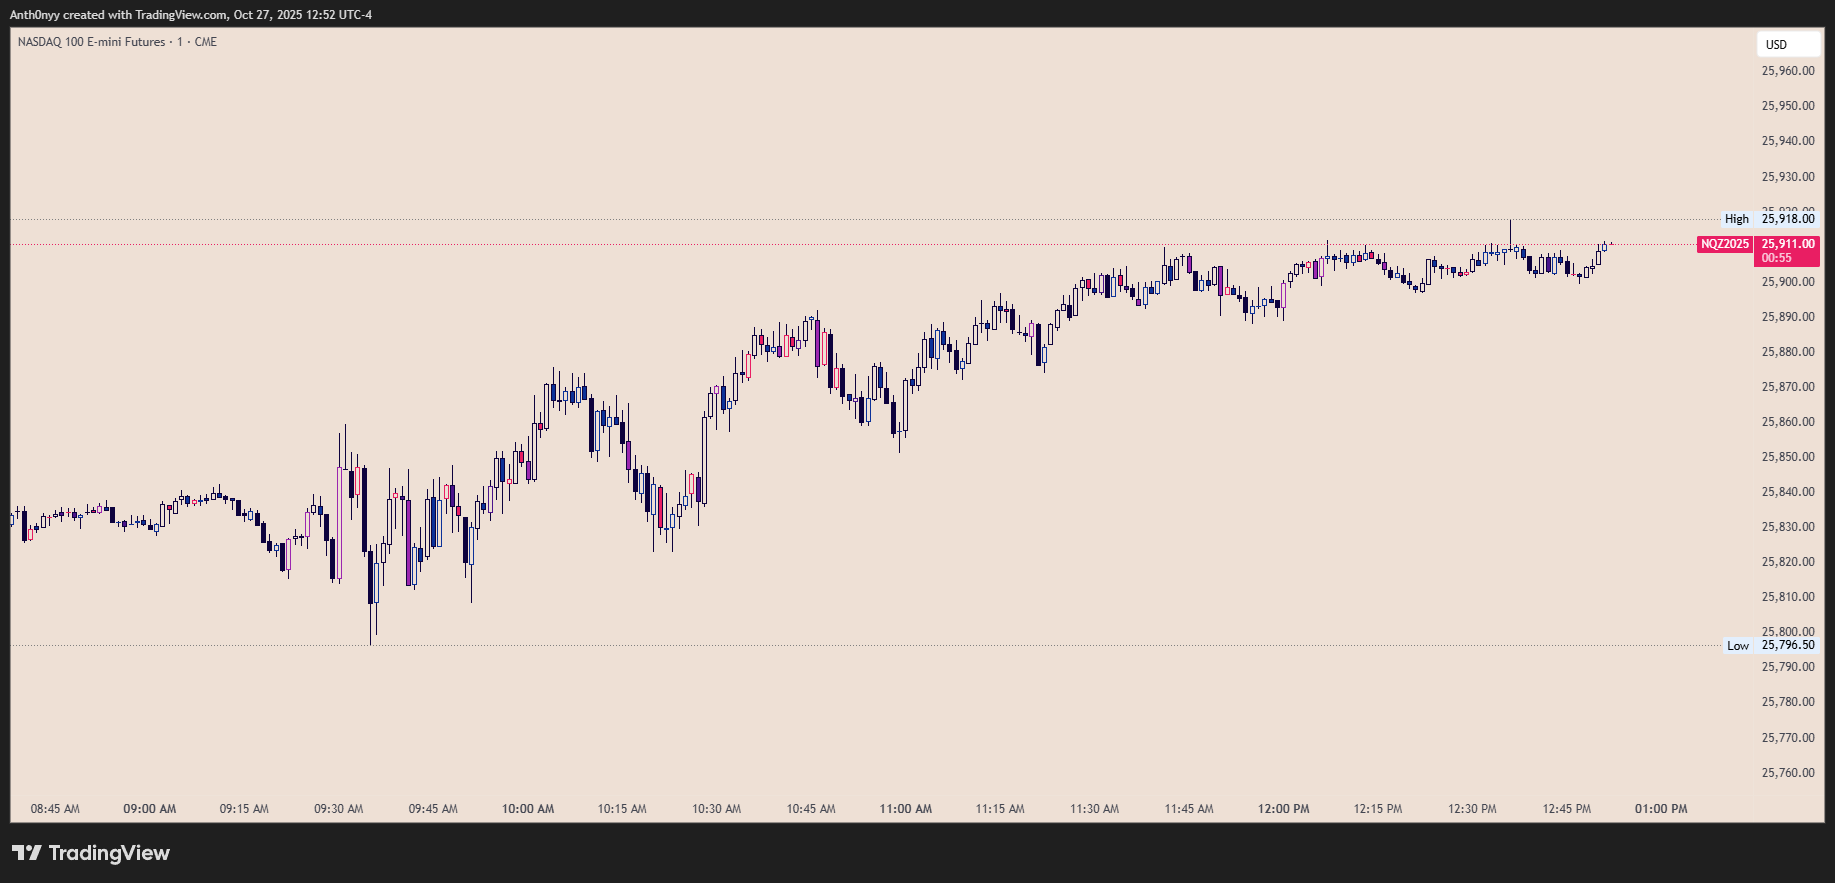 Anth0nyy created with TradingView.com, Oct 27, 2025 12:52 UTC-4
NASDAQ 100 E-mini Futures · 1 · CME
USD
25,960.00
25,950.00
25,940.00
25,930.00
High 25,918.00
NQZ2025 25,911.00
00:55
25,900.00
25,890.00
25,880.00
25,870.00
25,860.00
25,850.00
25,840.00
25,830.00
25,820.00
25,810.00
25,800.00
Low 25,796.50
25,790.00
25,780.00
25,770.00
25,760.00
08:45 AM 09:00 AM 09:15 AM 09:30 AM 09:45 AM 10:00 AM 10:15 AM 10:30 AM 10:45 AM 11:00 AM 11:15 AM 11:30 AM 11:45 AM 12:00 PM 12:15 PM 12:30 PM 12:45 PM 01:00 PM
TradingView